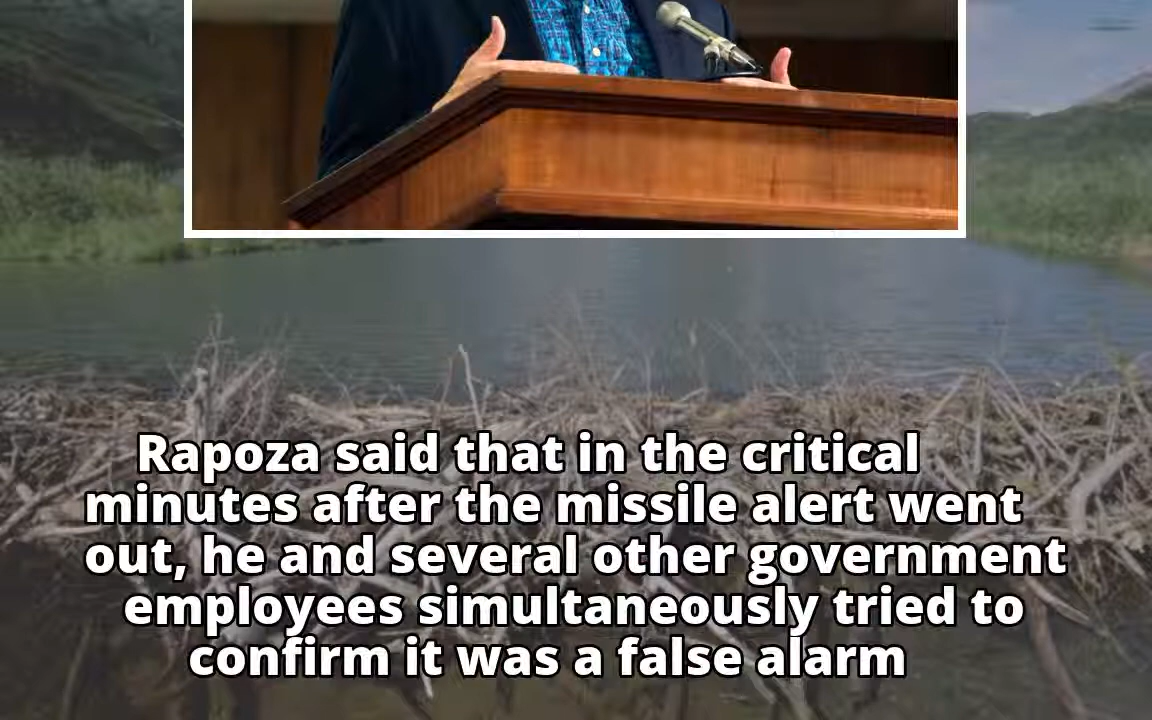 Rapoza said that in the critical
minutes after the missile alert went
out, he and several other government
employees simultaneously tried to
confirm it was a false alarm